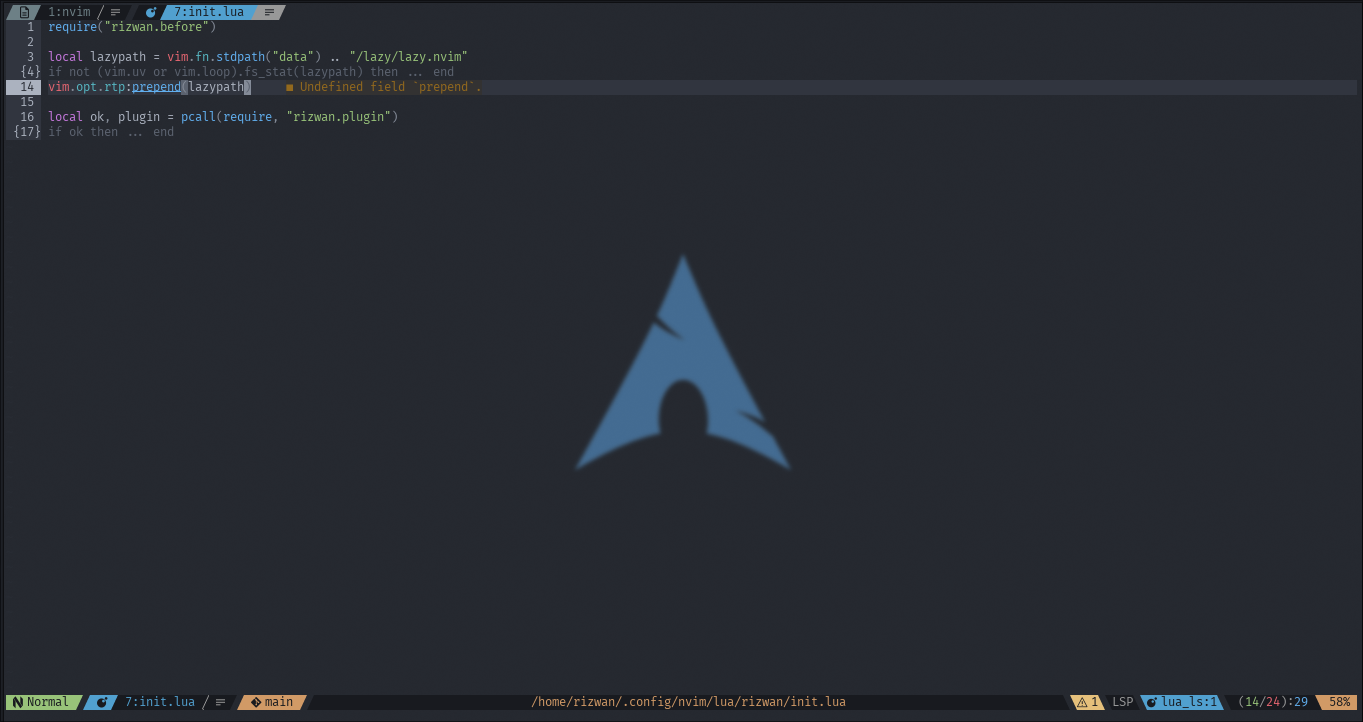 1:nvim / 7:init.lua
1 require("rizwan.before")
2
3 local lazypath = vim.fn.stdpath("data") .. "/lazy/lazy.nvim"
{4} if not (vim.uv or vim.loop).fs_stat(lazypath) then ... end
14 vim.opt.rtp:prepend(lazypath) ■ Undefined field `prepend`.
15
16 local ok, plugin = pcall(require, "rizwan.plugin")
{17} if ok then ... end
Normal 7:init.lua / main /home/rizwan/.config/nvim/lua/rizwan/init.lua 1 LSP lua_ls:1 (14/24):29 58%